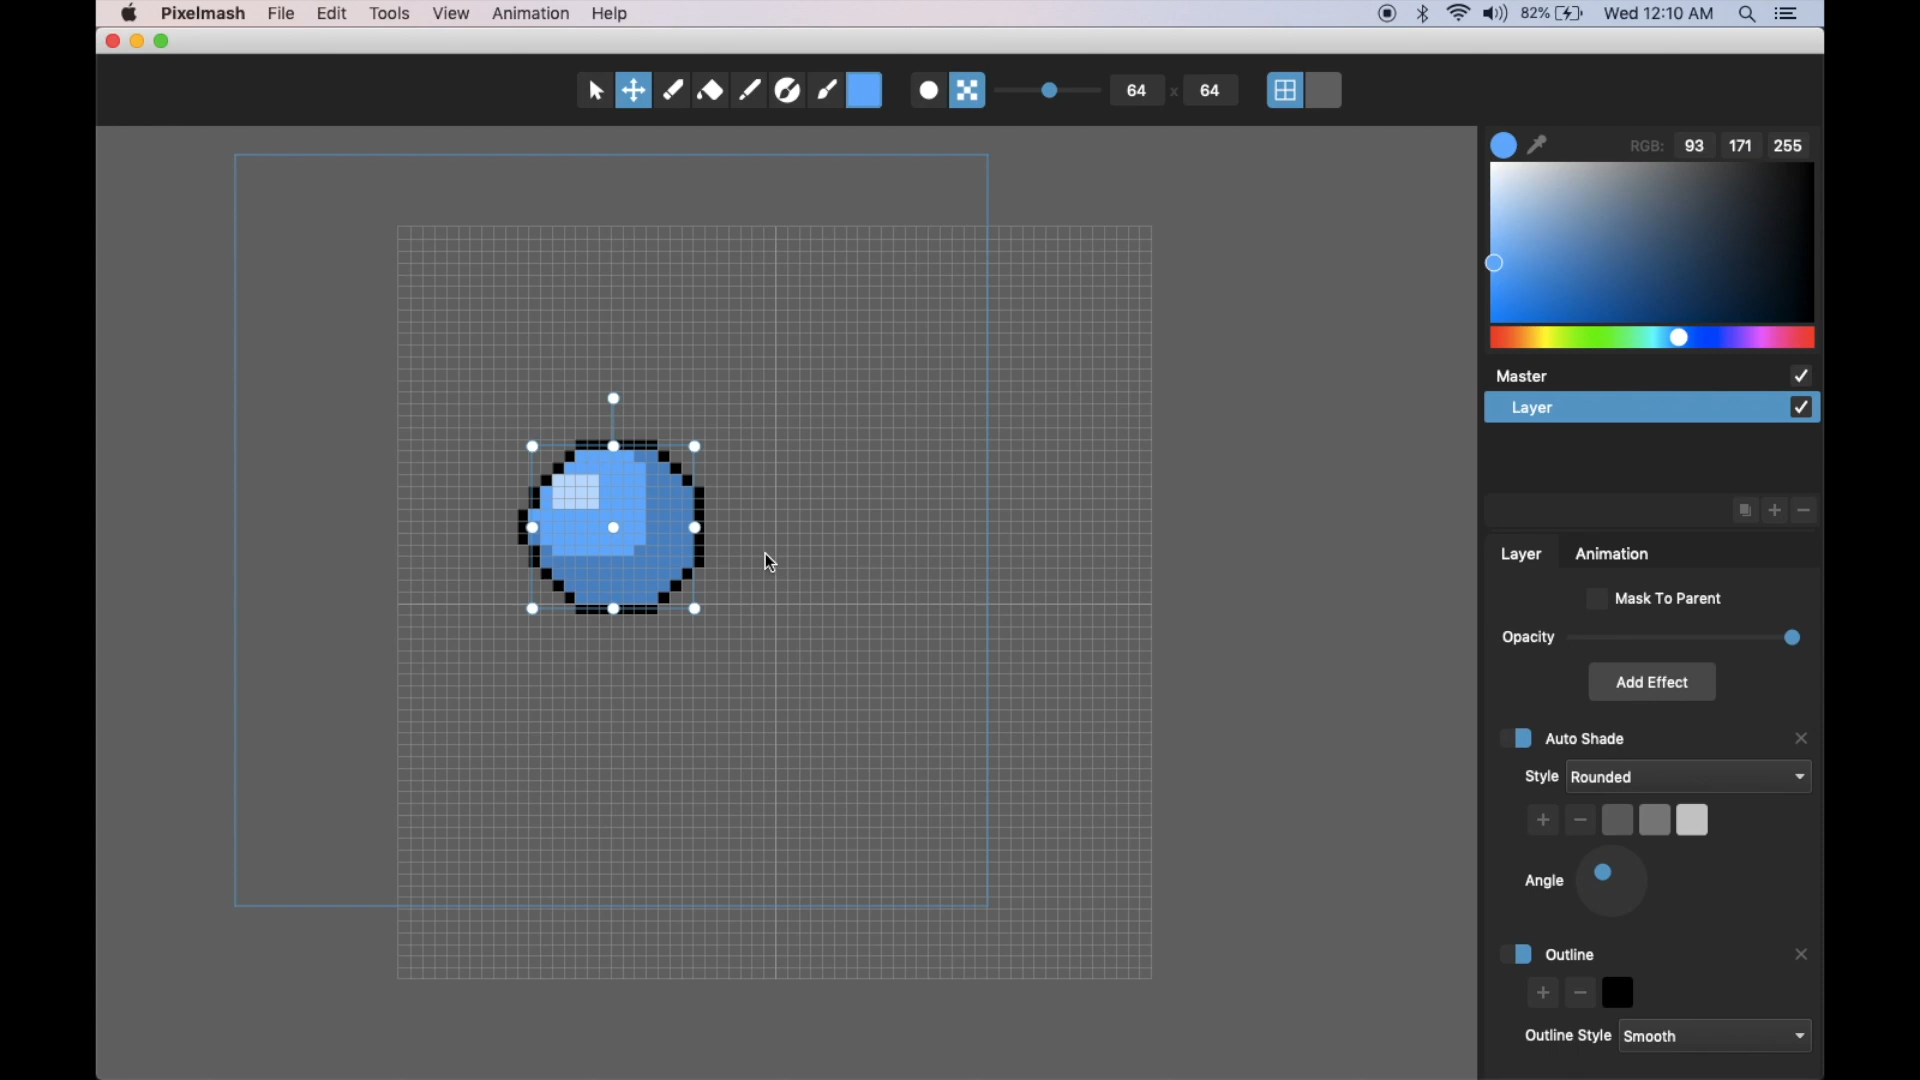 Pixelmash File Edit Tools View Animation Help 82% Wed 12:10 AM
64 x 64
RGB: 93 171 255
Master
Layer
Layer Animation
Mask To Parent
Opacity
Add Effect
Auto Shade
Style Rounded
Angle
Outline
Outline Style Smooth